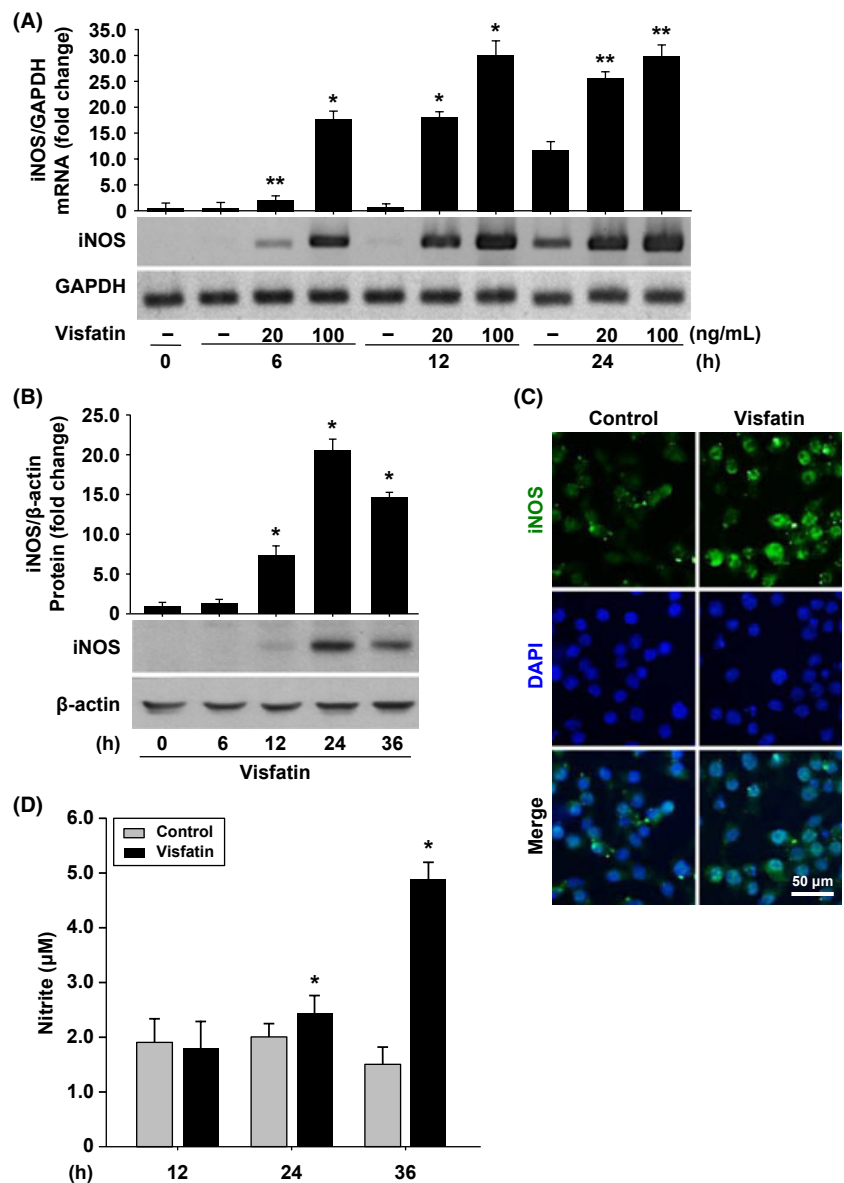 (A)
iNOS/GAPDH
mRNA (fold change)
35.0
30.0
25.0
20.0
15.0
10.0
5.0
0
** * * * ** **
iNOS
GAPDH
Visfatin – – 20 100 – 20 100 – 20 100 (ng/mL)
0 6 12 24 (h)
(B)
iNOS/β-actin
Protein (fold change)
25.0
20.0
15.0
10.0
5.0
0
* * *
iNOS
β-actin
(h) 0 6 12 24 36
Visfatin
(C)
Control Visfatin
iNOS
DAPI
Merge
50 μm
(D)
Nitrite (μM)
6.0
5.0
4.0
3.0
2.0
1.0
0
Control
Visfatin
* *
(h) 12 24 36